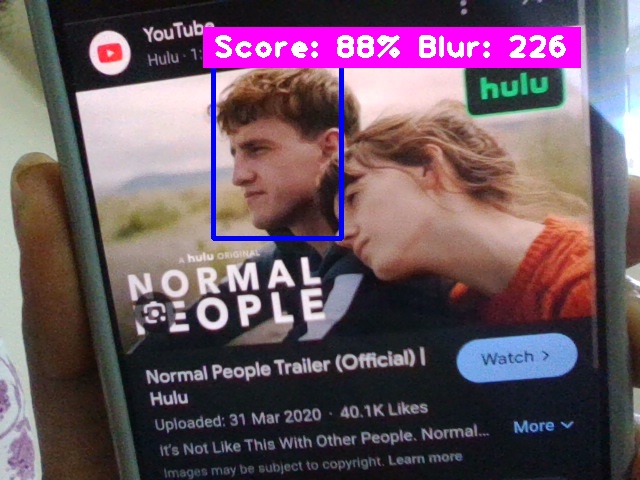 YouTube
Hulu · 1:
Score: 88% Blur: 226
hulu
A hulu ORIGINAL
NORMAL
PEOPLE
Normal People Trailer (Official) |
Hulu
Watch >
Uploaded: 31 Mar 2020 · 40.1K Likes
It's Not Like This With Other People. Normal...
More
Images may be subject to copyright. Learn more